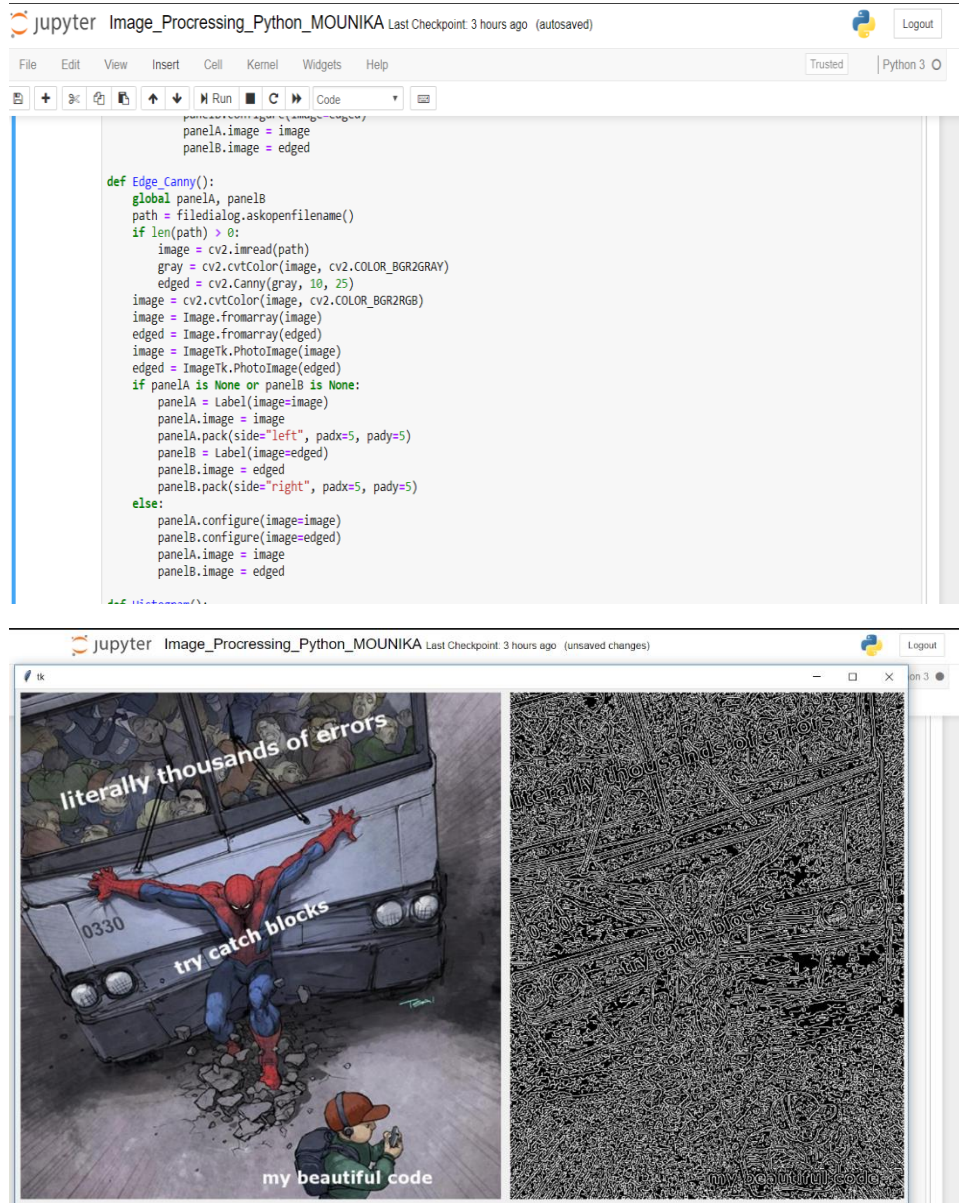 jupyter Image_Procressing_Python_MOUNIKA Last Checkpoint: 3 hours ago (autosaved)
Logout
File Edit View Insert Cell Kernel Widgets Help
Trusted Python 3
Run Code
panelB.configure(image=edged)
panelA.image = image
panelB.image = edged
def Edge_Canny():
global panelA, panelB
path = filedialog.askopenfilename()
if len(path) > 0:
image = cv2.imread(path)
gray = cv2.cvtColor(image, cv2.COLOR_BGR2GRAY)
edged = cv2.Canny(gray, 10, 25)
image = cv2.cvtColor(image, cv2.COLOR_BGR2RGB)
image = Image.fromarray(image)
edged = Image.fromarray(edged)
image = ImageTk.PhotoImage(image)
edged = ImageTk.PhotoImage(edged)
if panelA is None or panelB is None:
panelA = Label(image=image)
panelA.image = image
panelA.pack(side="left", padx=5, pady=5)
panelB = Label(image=edged)
panelB.image = edged
panelB.pack(side="right", padx=5, pady=5)
else:
panelA.configure(image=image)
panelB.configure(image=edged)
panelA.image = image
panelB.image = edged
def Histogram():
jupyter Image_Procressing_Python_MOUNIKA Last Checkpoint: 3 hours ago (unsaved changes)
Logout
tk
on 3
literally thousands of errors
0330
try catch blocks
my beautiful code
literally thousands of errors
try catch blocks
my beautiful code